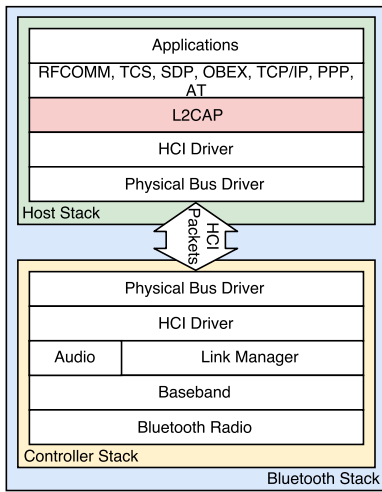 Applications
RFCOMM, TCS, SDP, OBEX, TCP/IP, PPP,
AT
L2CAP
HCI Driver
Physical Bus Driver
Host Stack
HCI
Packets
Physical Bus Driver
HCI Driver
Audio
Link Manager
Baseband
Bluetooth Radio
Controller Stack
Bluetooth Stack